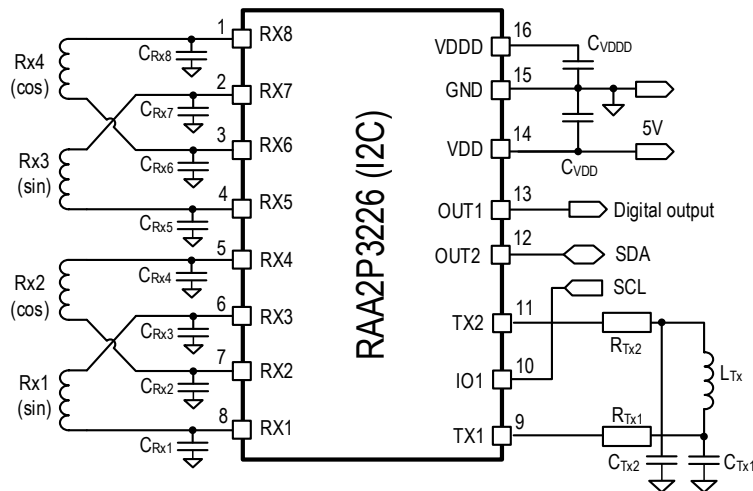 1
RX8
CRx8
Rx4
(cos)
2
RX7
CRx7
3
RX6
CRx6
Rx3
(sin)
4
RX5
CRx5
5
RX4
CRx4
Rx2
(cos)
6
RX3
CRx3
7
RX2
CRx2
Rx1
(sin)
8
RX1
CRx1
RAA2P3226 (I2C)
16
VDDD
CVDDD
15
GND
14
VDD
5V
CVDD
13
OUT1
Digital output
12
OUT2
SDA
SCL
11
TX2
RTx2
10
IO1
LTx
9
TX1
RTx1
CTx2
CTx1